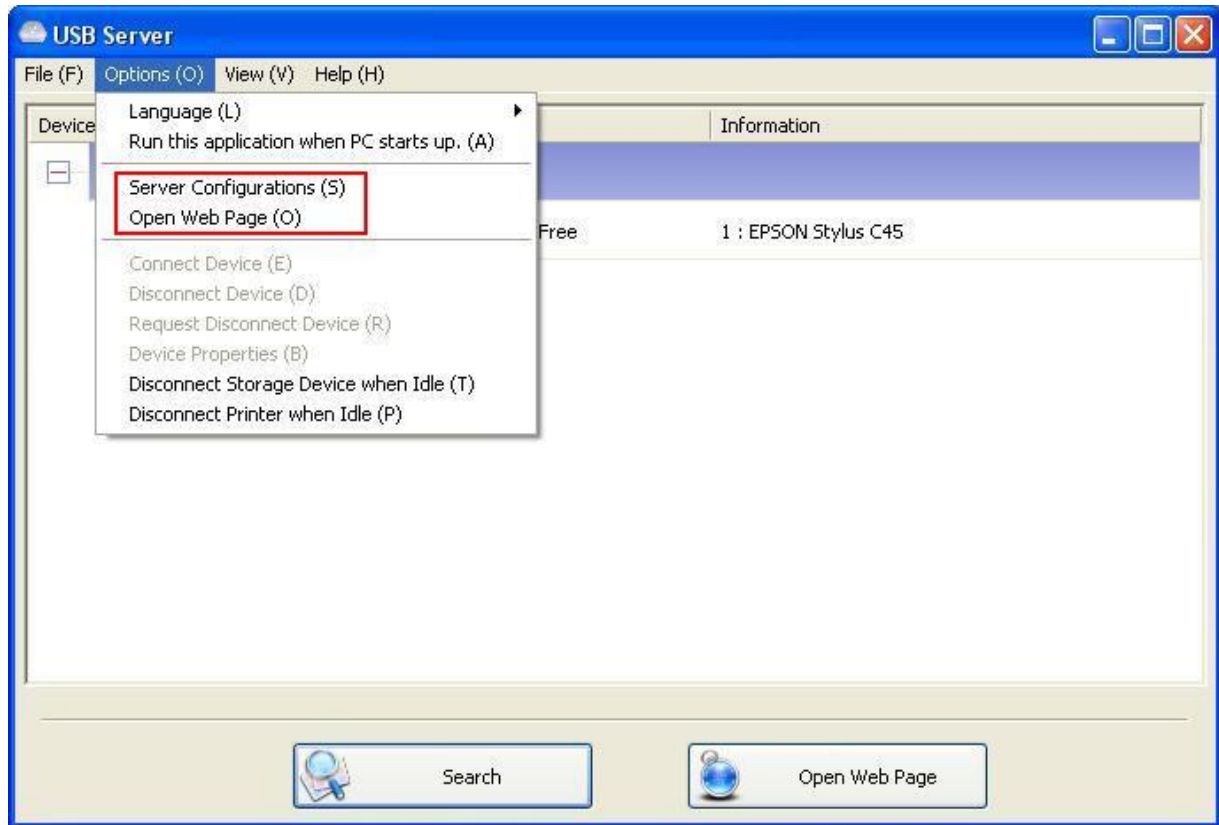 USB Server
File (F) Options (O) View (V) Help (H)
Device Information
Language (L)
Run this application when PC starts up. (A)
Server Configurations (S)
Open Web Page (O)
Free 1 : EPSON Stylus C45
Connect Device (E)
Disconnect Device (D)
Request Disconnect Device (R)
Device Properties (B)
Disconnect Storage Device when Idle (T)
Disconnect Printer when Idle (P)
Search Open Web Page